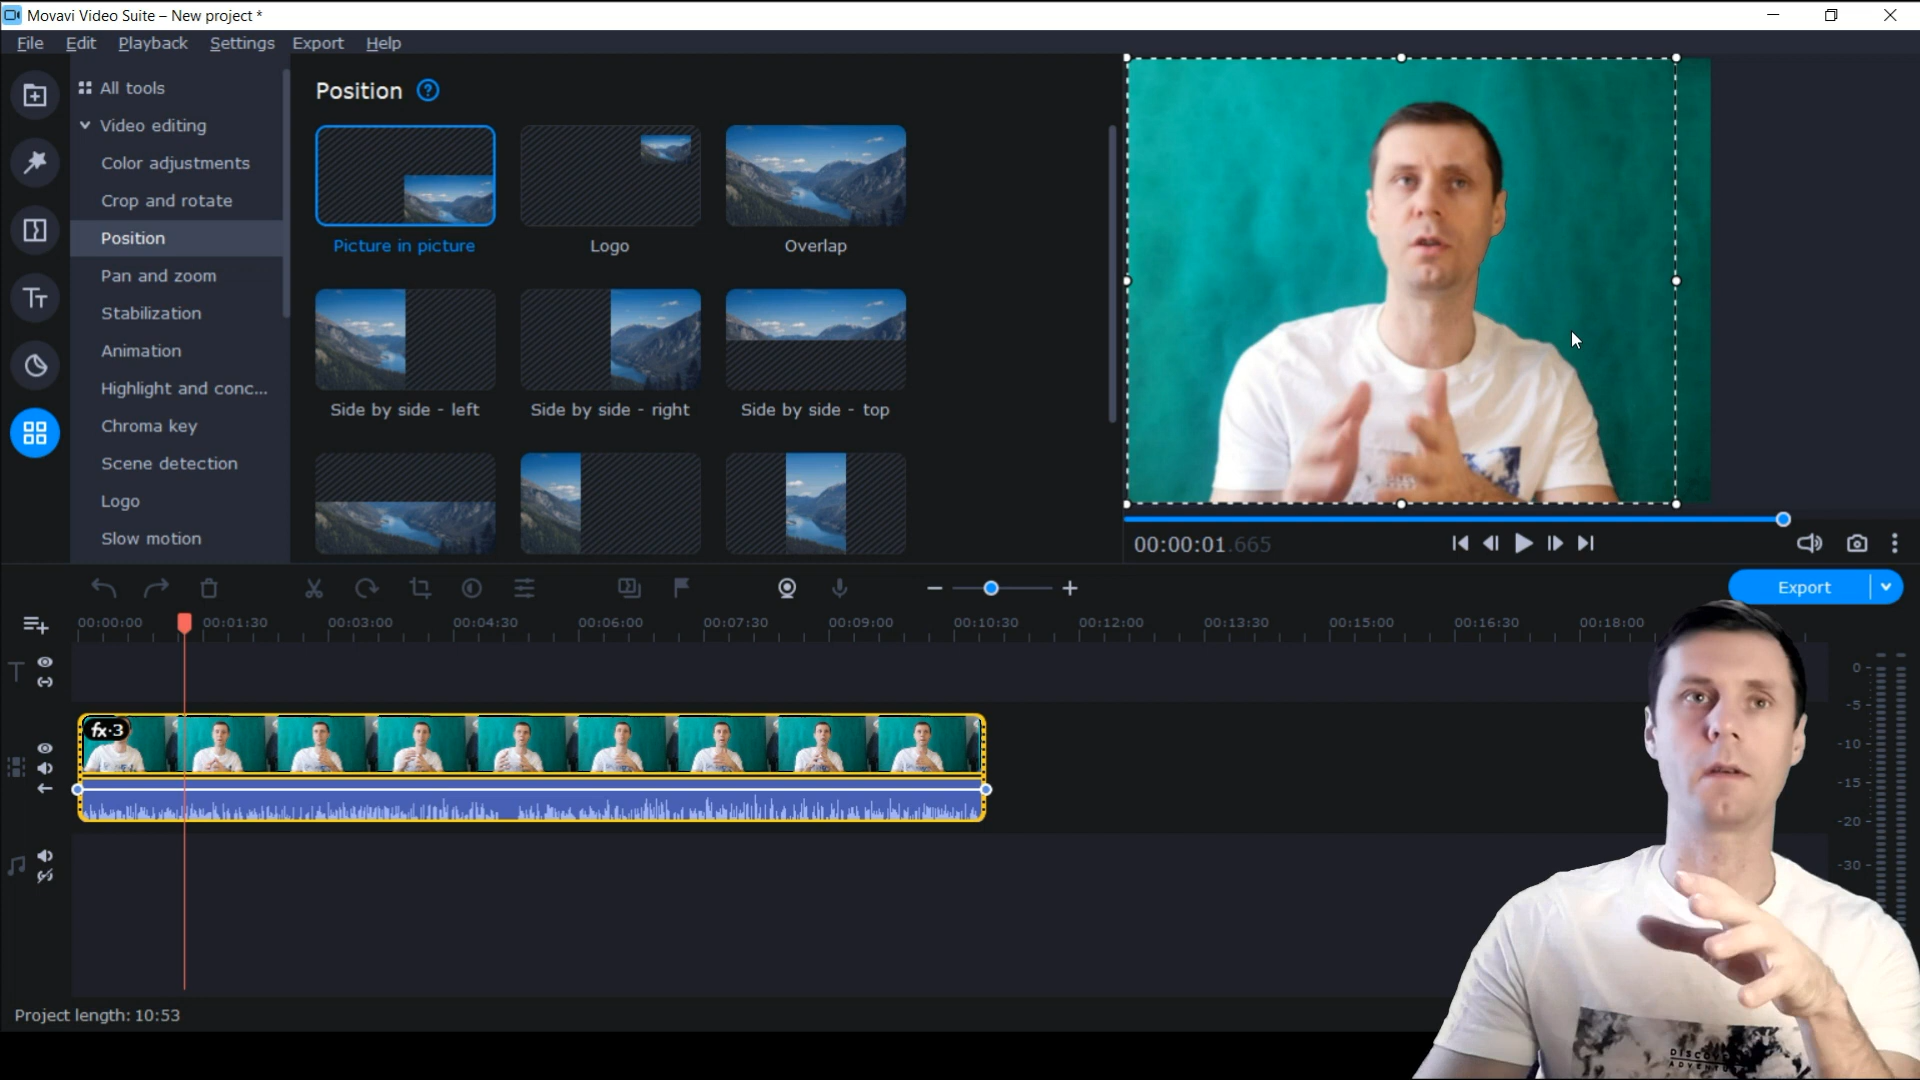 Movavi Video Suite – New project *
File Edit Playback Settings Export Help
All tools
Video editing
Color adjustments
Crop and rotate
Position
Pan and zoom
Stabilization
Animation
Highlight and conc...
Chroma key
Scene detection
Logo
Slow motion
Position ?
Picture in picture
Logo
Overlap
Side by side - left
Side by side - right
Side by side - top
00:00:01.665
Export
00:00:00 00:01:30 00:03:00 00:04:30 00:06:00 00:07:30 00:09:00 00:10:30 00:12:00 00:13:30 00:15:00 00:16:30 00:18:00
fx·3
0
-5
-10
-15
-20
-30
Project length: 10:53